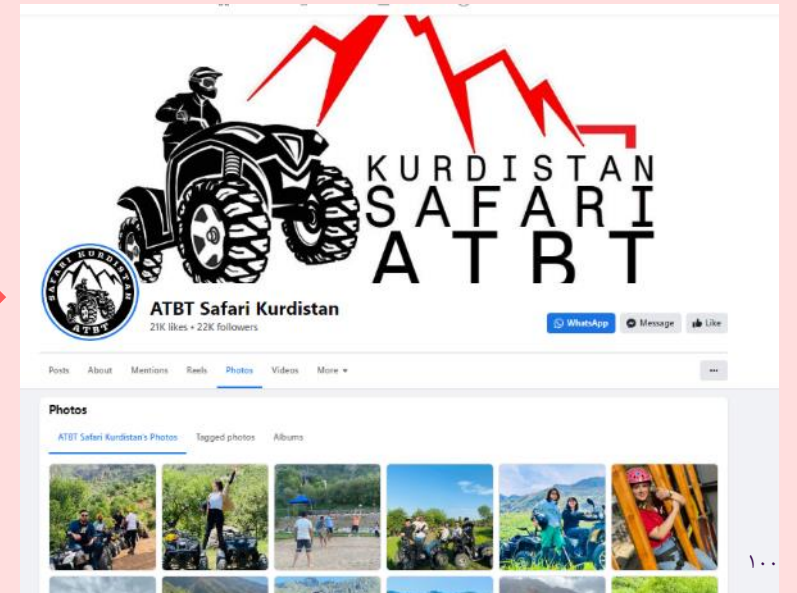 KURDISTAN
SAFARI
ATBT
SAFARI KURDISTAN
ATBT
ATBT Safari Kurdistan
21K likes • 22K followers
WhatsApp Message Like
Posts About Mentions Reels Photos Videos More
Photos
ATBT Safari Kurdistan's Photos Tagged photos Albums
١٠٠